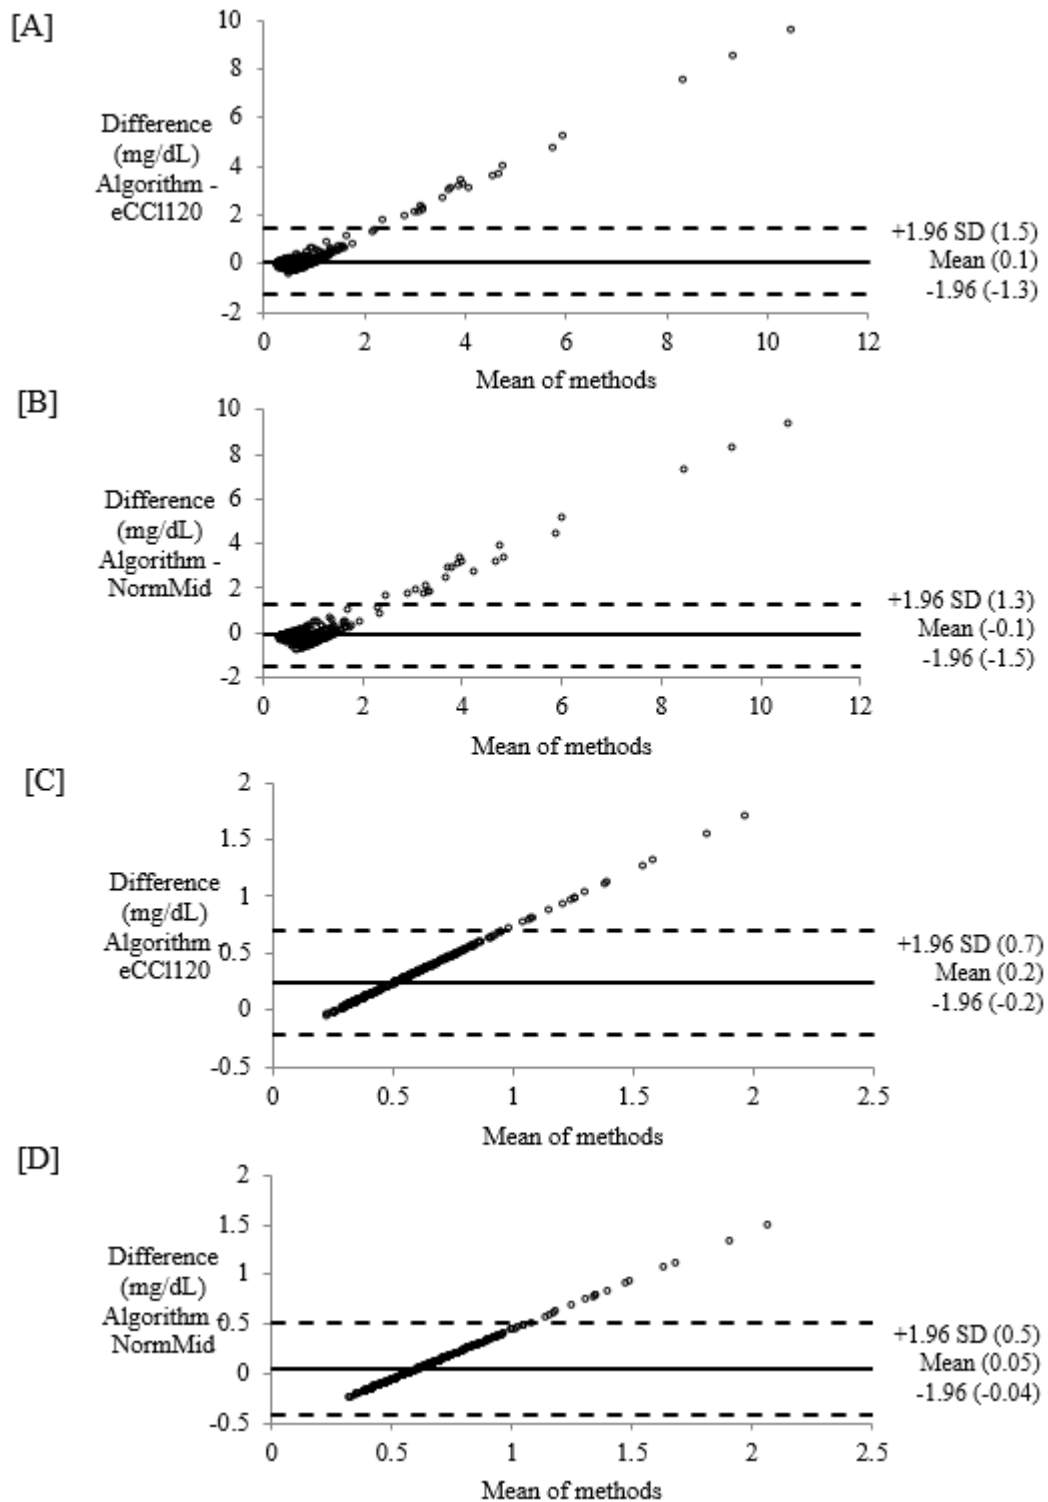 [A]
10
8
6
4
2
0
-2
Difference
(mg/dL)
Algorithm -
eCCl120
+1.96 SD (1.5)
Mean (0.1)
-1.96 (-1.3)
0 2 4 6 8 10 12
Mean of methods
[B]
10
8
6
4
2
0
-2
Difference
(mg/dL)
Algorithm -
NormMid
+1.96 SD (1.3)
Mean (-0.1)
-1.96 (-1.5)
0 2 4 6 8 10 12
Mean of methods
[C]
2
1.5
1
0.5
0
-0.5
Difference
(mg/dL)
Algorithm -
eCCl120
+1.96 SD (0.7)
Mean (0.2)
-1.96 (-0.2)
0 0.5 1 1.5 2 2.5
Mean of methods
[D]
2
1.5
1
0.5
0
-0.5
Difference
(mg/dL)
Algorithm -
NormMid
+1.96 SD (0.5)
Mean (0.05)
-1.96 (-0.04)
0 0.5 1 1.5 2 2.5
Mean of methods